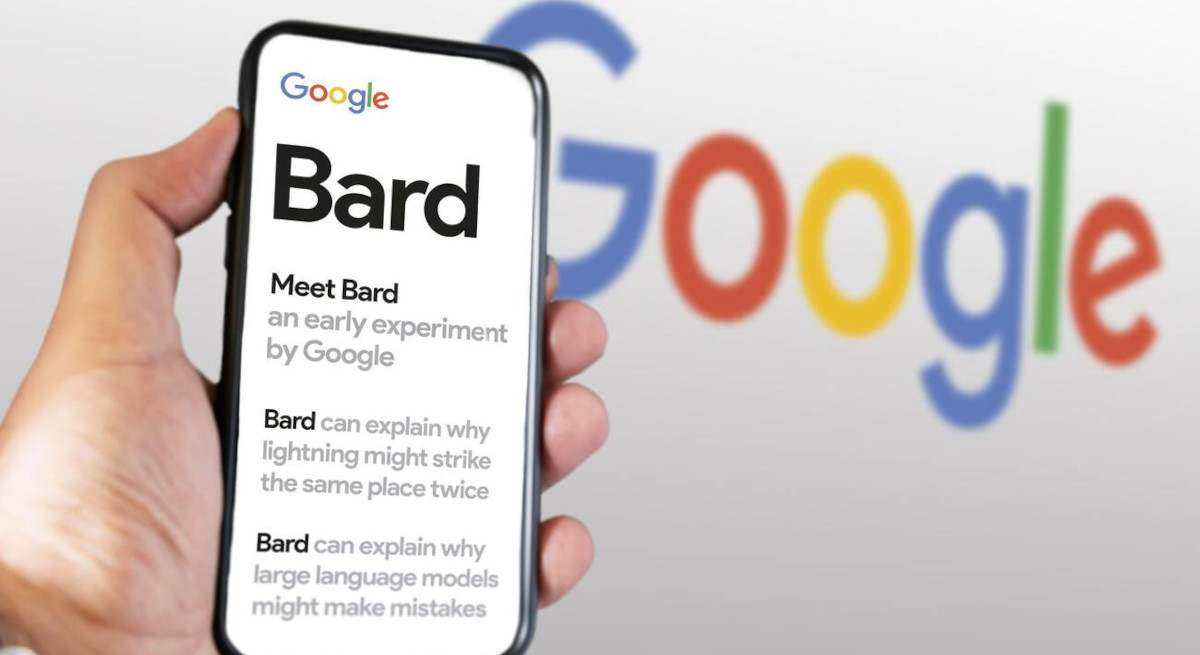 Google
Bard
Meet Bard
an early experiment
by Google
Bard can explain why
lightning might strike
the same place twice
Bard can explain why
large language models
might make mistakes
Google